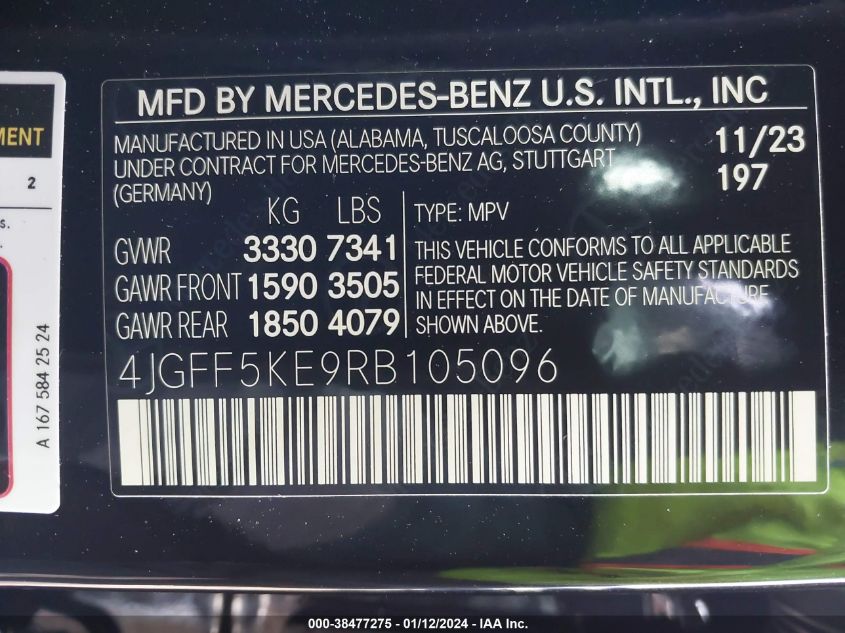 MENT
2
s.
A 167 584 25 24
MFD BY MERCEDES-BENZ U.S. INTL., INC
MANUFACTURED IN USA (ALABAMA, TUSCALOOSA COUNTY) 11/23
UNDER CONTRACT FOR MERCEDES-BENZ AG, STUTTGART 197
(GERMANY)
KG LBS
GVWR 3330 7341
GAWR FRONT 1590 3505
GAWR REAR 1850 4079
TYPE: MPV
THIS VEHICLE CONFORMS TO ALL APPLICABLE
FEDERAL MOTOR VEHICLE SAFETY STANDARDS
IN EFFECT ON THE DATE OF MANUFACTURE
SHOWN ABOVE.
4JGFF5KE9RB105096
000-38477275 - 01/12/2024 - IAA Inc.